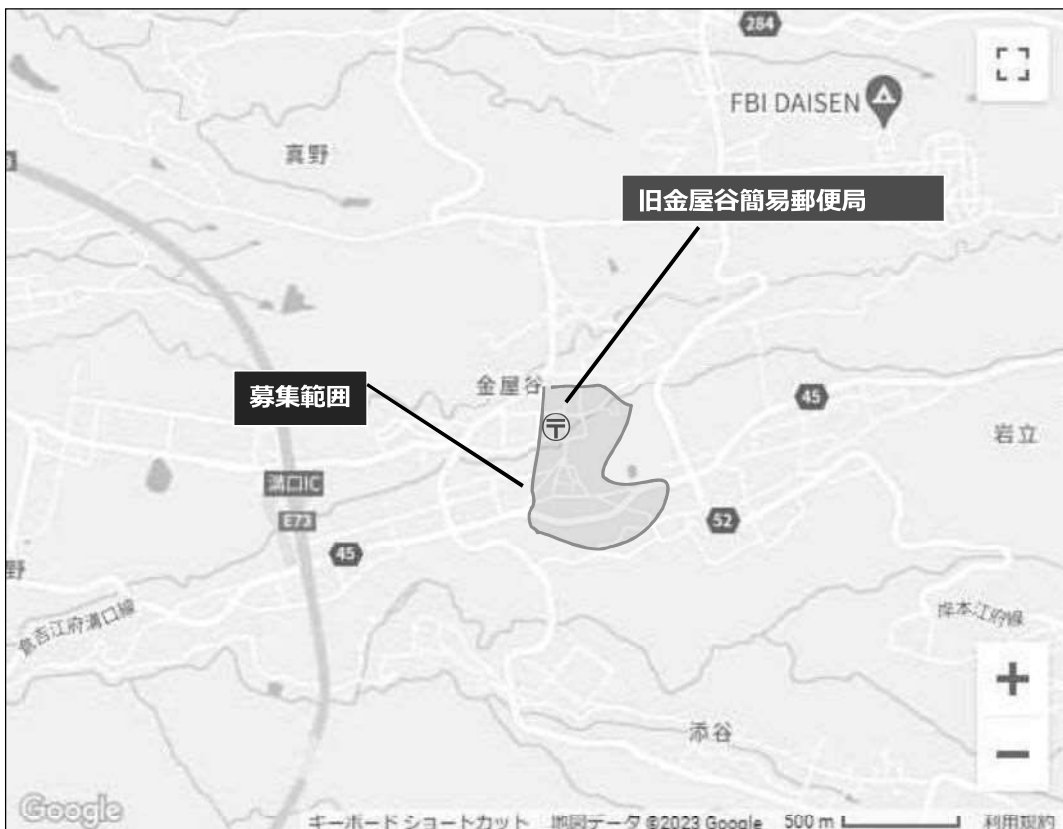 284
FBI DAISEN
真野
旧金屋谷簡易郵便局
金屋谷
募集範囲
45
岩立
溝口IC
E73
52
45
野
倉吉江府溝口線
岸本江府線
添谷
Google
キーボード ショートカット 地図データ ©2023 Google 500 m 利用規約